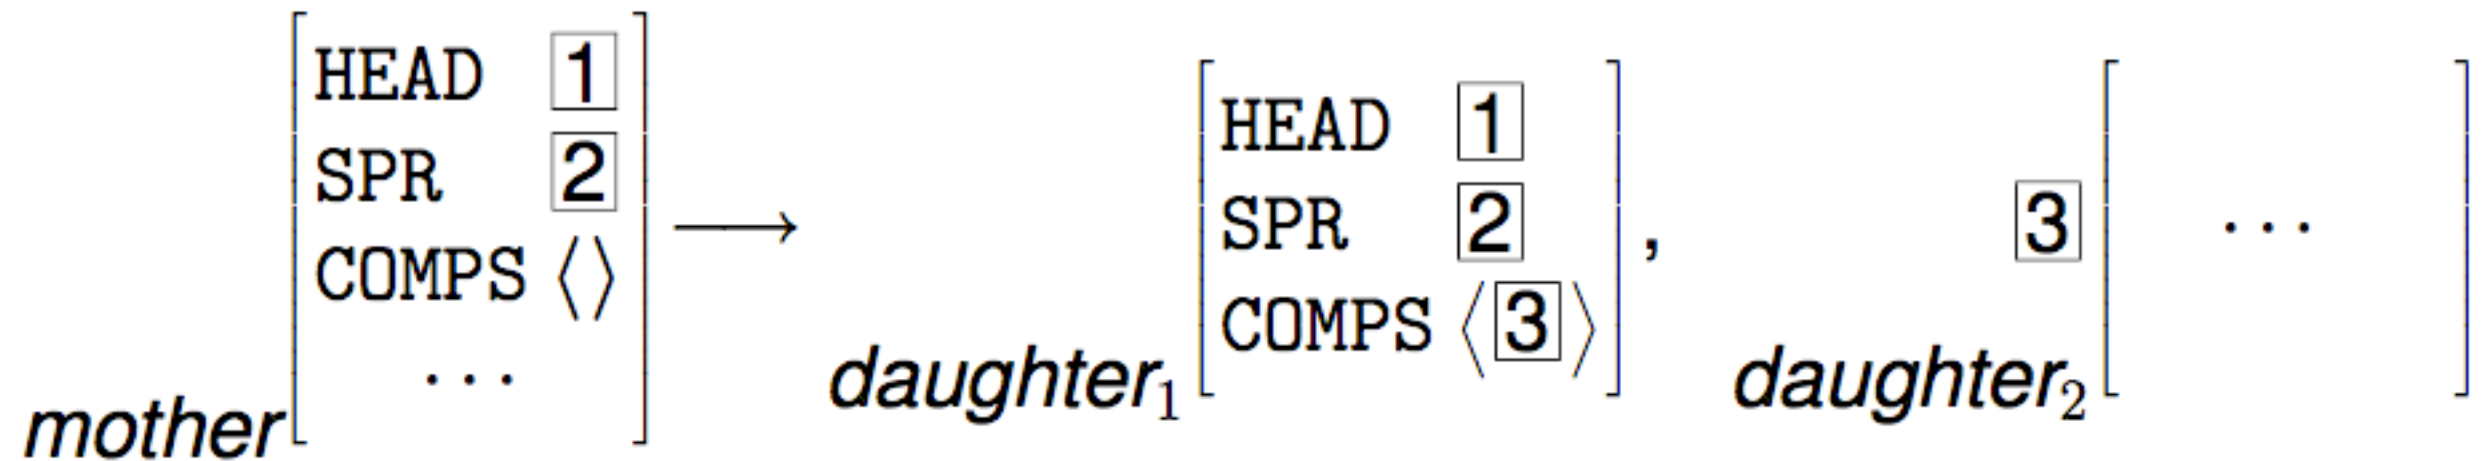 mother [ HEAD 1 SPR 2 COMPS ⟨⟩ ... ] ⟶ daughter₁ [ HEAD 1 SPR 2 COMPS ⟨ 3 ⟩ ] , daughter₂ 3 [ ... ]